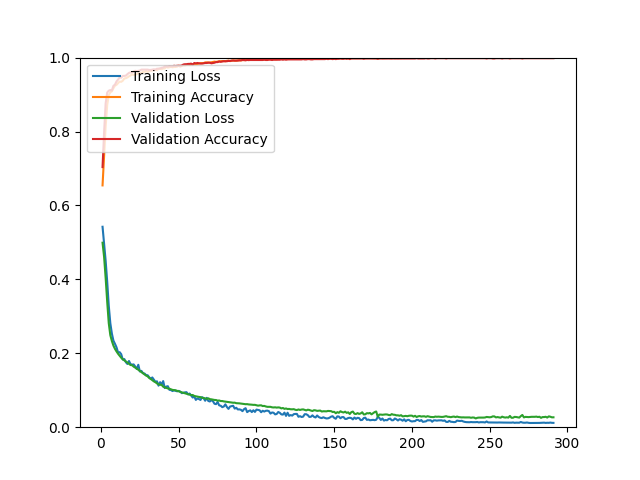 1.0
0.8
0.6
0.4
0.2
0.0
Training Loss
Training Accuracy
Validation Loss
Validation Accuracy
0 50 100 150 200 250 300